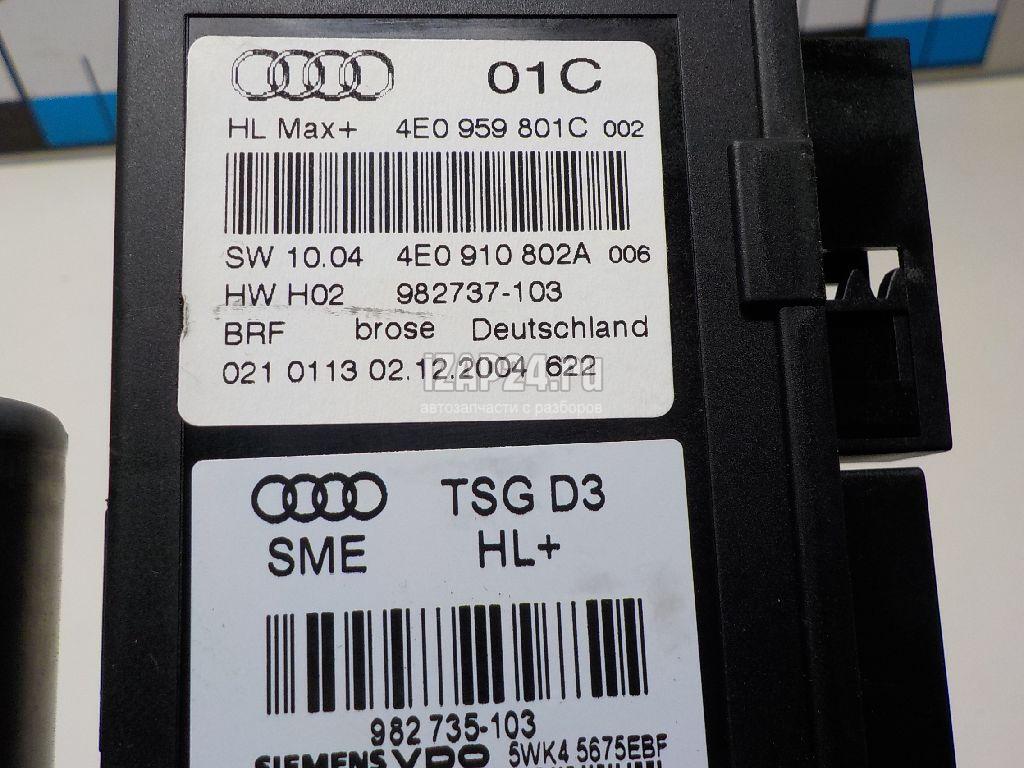 01C
HL Max+ 4E0 959 801C 002
SW 10.04 4E0 910 802A 006
HW H02 982737-103
BRF brose Deutschland
021 0113 02.12.2004 622
iZAP24.ru
автозапчасти с разборов
TSG D3
SME HL+
982 735-103
SIEMENS VDO 5WK4 5675EBF